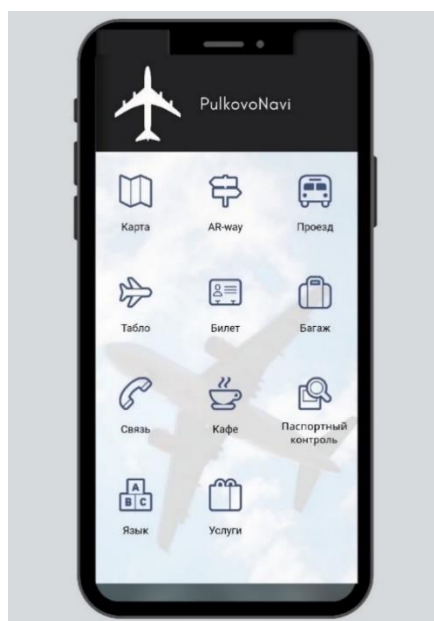 PulkovoNavi
Карта
AR-way
Проезд
Табло
Билет
Багаж
Связь
Кафе
Паспортный
контроль
A
B C
Язык
Услуги